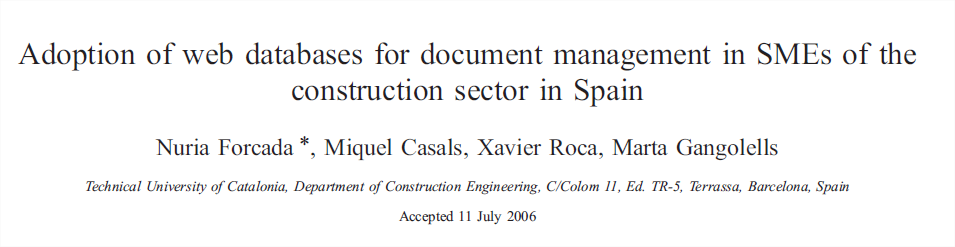 Adoption of web databases for document management in SMEs of the
construction sector in Spain
Nuria Forcada *, Miquel Casals, Xavier Roca, Marta Gangolells
Technical University of Catalonia, Department of Construction Engineering, C/Colom 11, Ed. TR-5, Terrassa, Barcelona, Spain
Accepted 11 July 2006